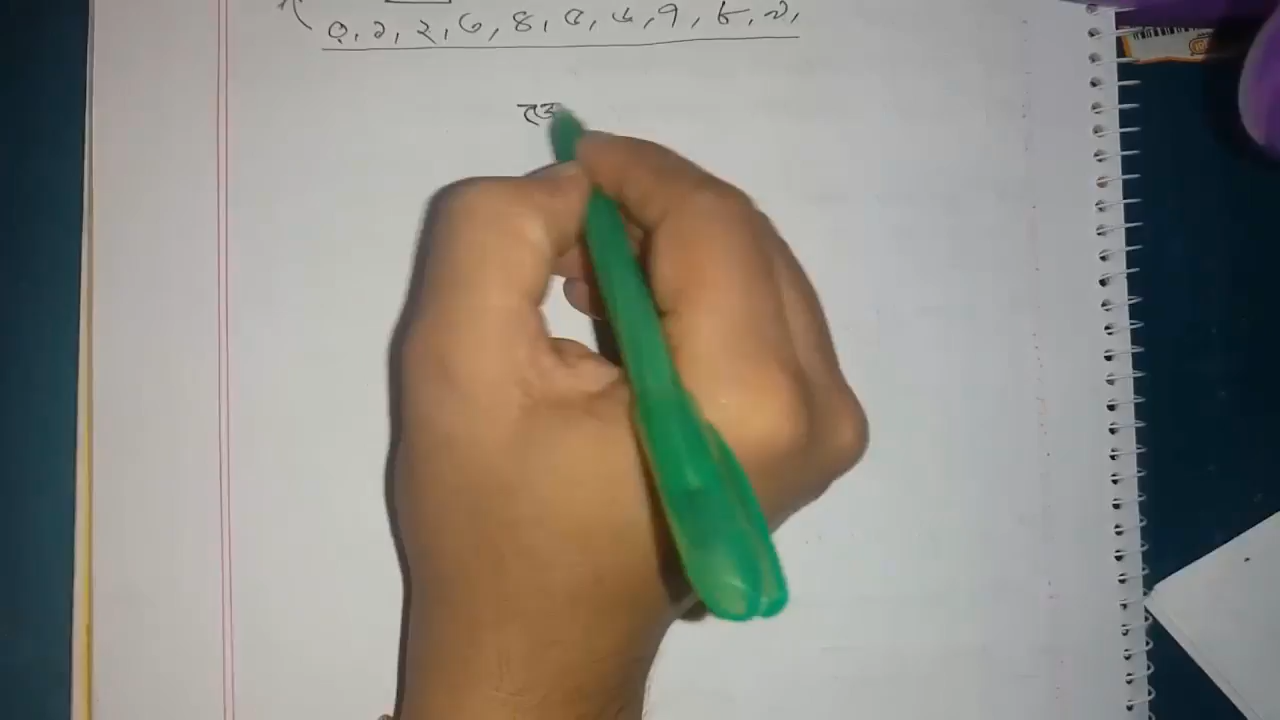 ০, ১, ২, ৩, ৪, ৫, ৬, ৭, ৮, ৯,